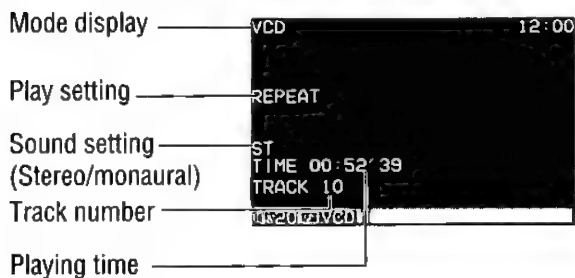 Mode display
VCD 12:00
Play setting
REPEAT
Sound setting
(Stereo/monaural)
ST
TIME 00:52'39
Track number
TRACK 10
VCD
Playing time